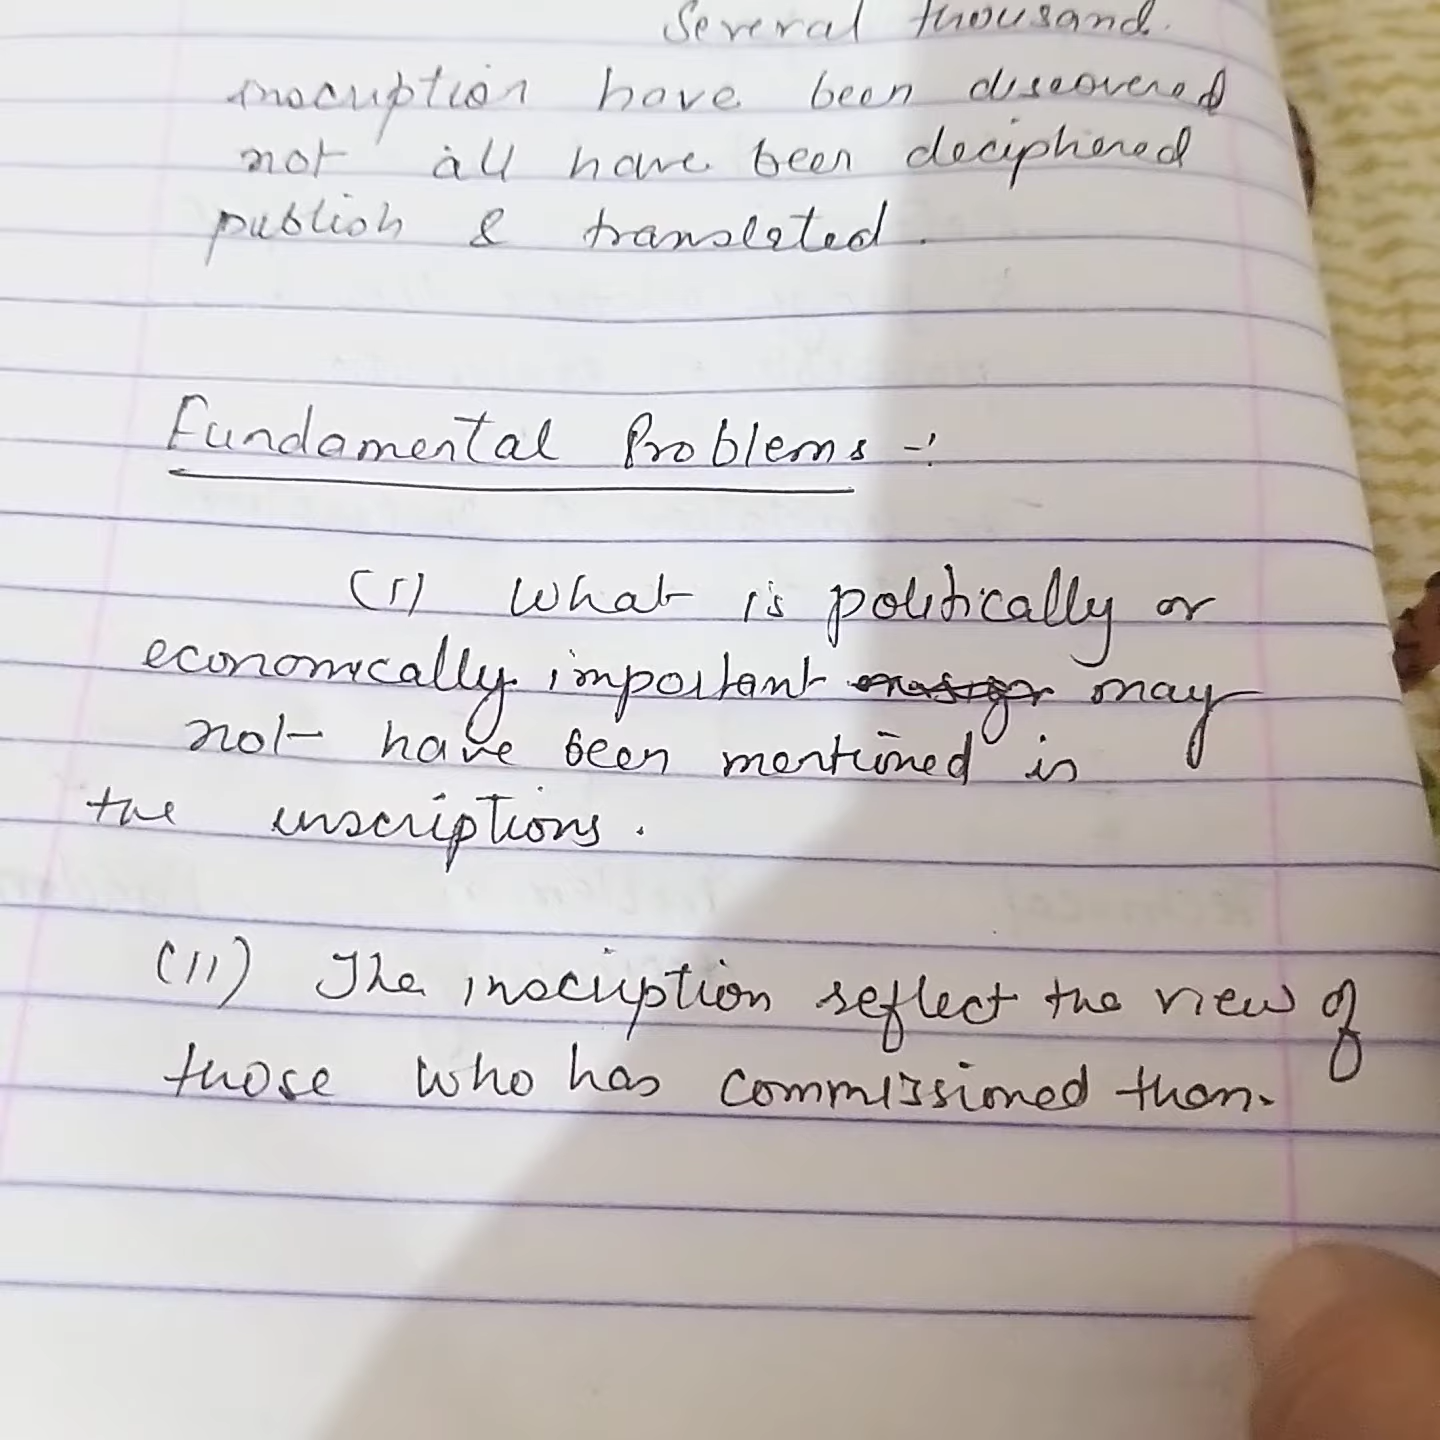 Several thousand.
inscription have been discovered
not all have been deciphered
publish & translated.
Fundamental Problems -:
(i) What is politically or
economically important may
not have been mentioned in
the inscriptions.
(ii) The inscription reflect the view of
those who has commissioned them.